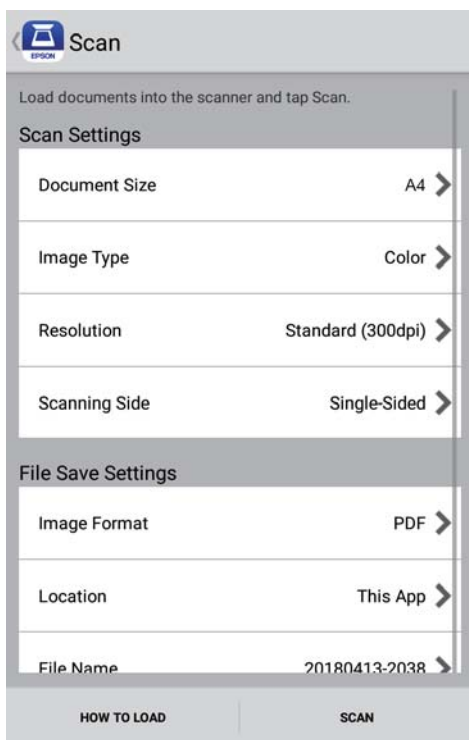 EPSON
Scan
Load documents into the scanner and tap Scan.
Scan Settings
Document Size A4
Image Type Color
Resolution Standard (300dpi)
Scanning Side Single-Sided
File Save Settings
Image Format PDF
Location This App
File Name 20180413-2038
HOW TO LOAD SCAN